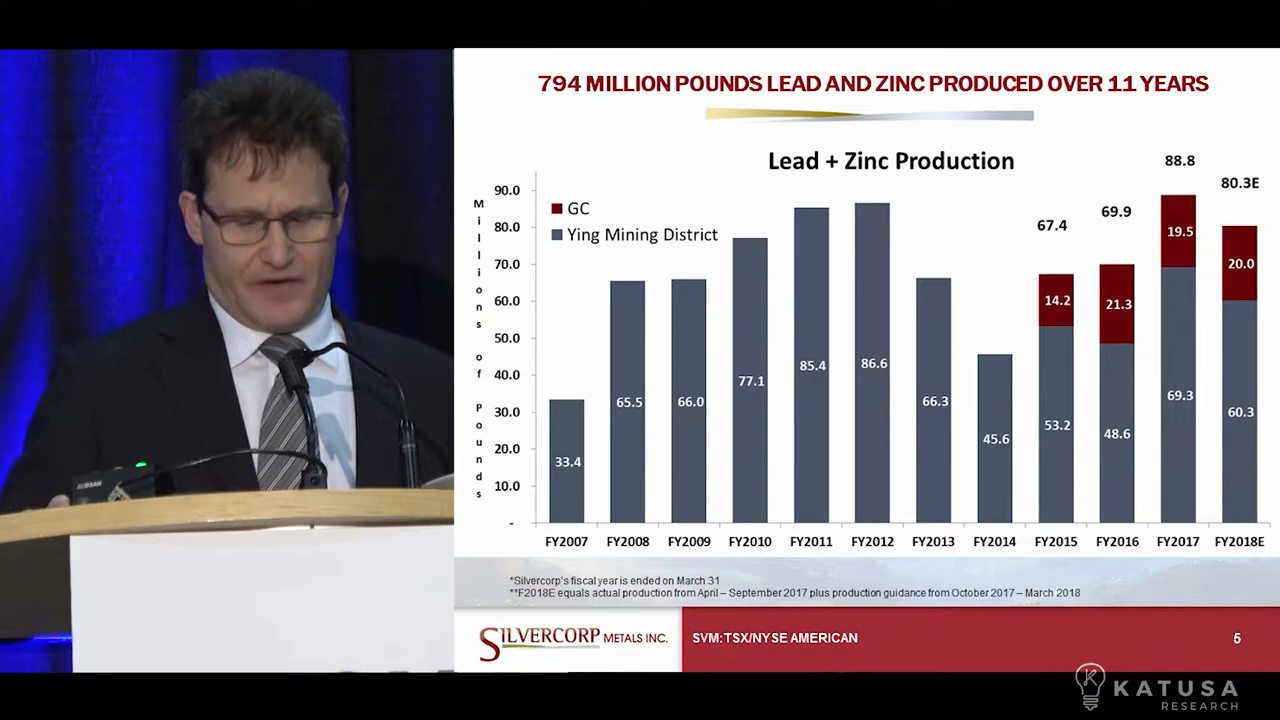 794 MILLION POUNDS LEAD AND ZINC PRODUCED OVER 11 YEARS
Lead + Zinc Production
Millions of Pounds
90.0
80.0
70.0
60.0
50.0
40.0
30.0
20.0
10.0
-
GC
Ying Mining District
33.4
65.5
66.0
77.1
85.4
86.6
66.3
45.6
67.4
14.2
53.2
69.9
21.3
48.6
88.8
19.5
69.3
80.3E
20.0
60.3
FY2007 FY2008 FY2009 FY2010 FY2011 FY2012 FY2013 FY2014 FY2015 FY2016 FY2017 FY2018E
*Silvercorp's fiscal year is ended on March 31
**F2018E equals actual production from April – September 2017 plus production guidance from October 2017 – March 2018
SILVERCORP METALS INC.
SVM:TSX/NYSE AMERICAN
5
KATUSA
RESEARCH